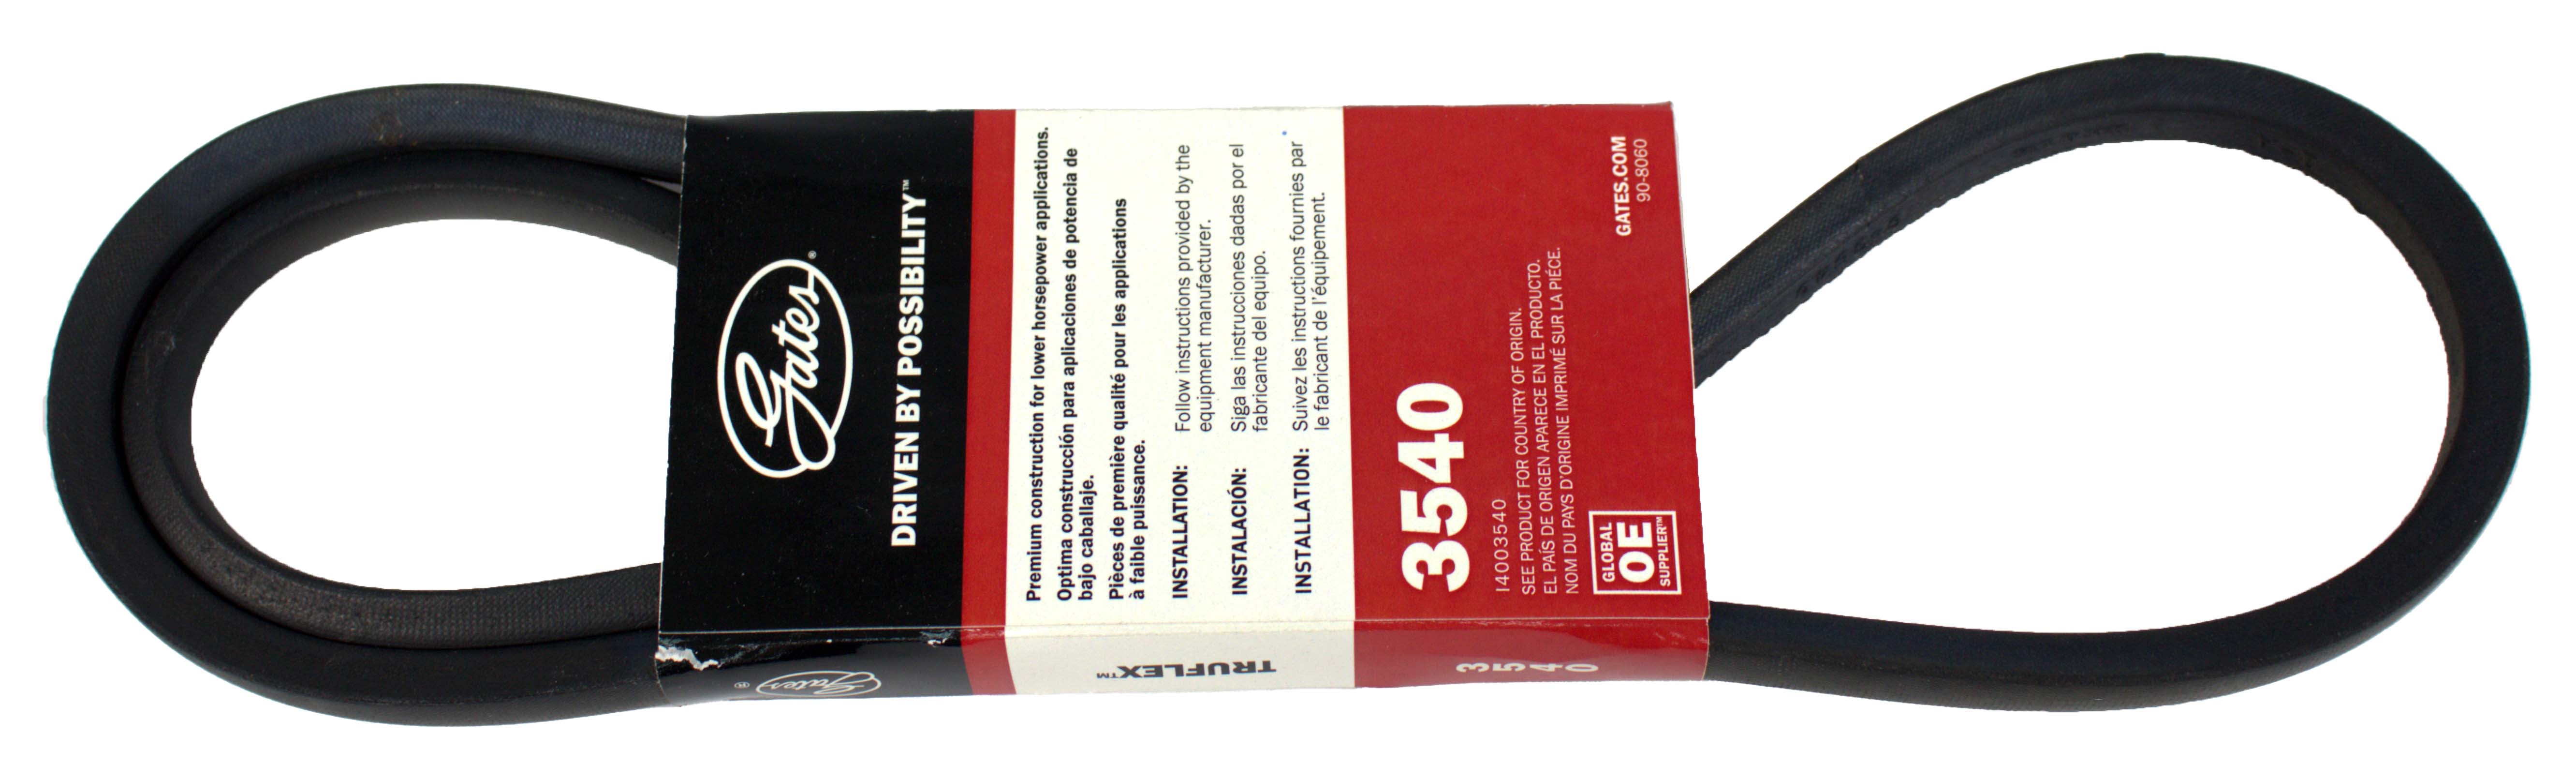 Gates®
DRIVEN BY POSSIBILITY™
Premium construction for lower horsepower applications.
Optima construcción para aplicaciones de potencia de
bajo caballaje.
Pièces de première qualité pour les applications
à faible puissance.
INSTALLATION: Follow instructions provided by the
equipment manufacturer.
INSTALACIÓN: Siga las instrucciones dadas por el
fabricante del equipo.
INSTALLATION: Suivez les instructions fournies par
le fabricant de l'équipement.
3540
14003540
SEE PRODUCT FOR COUNTRY OF ORIGIN.
EL PAÍS DE ORIGEN APARECE EN EL PRODUCTO.
NOM DU PAYS D'ORIGINE IMPRIMÉ SUR LA PIÉCE.
GLOBAL
OE
SUPPLIER™
GATES.COM
90-8060
Gates®
TRUFLEX™
3540